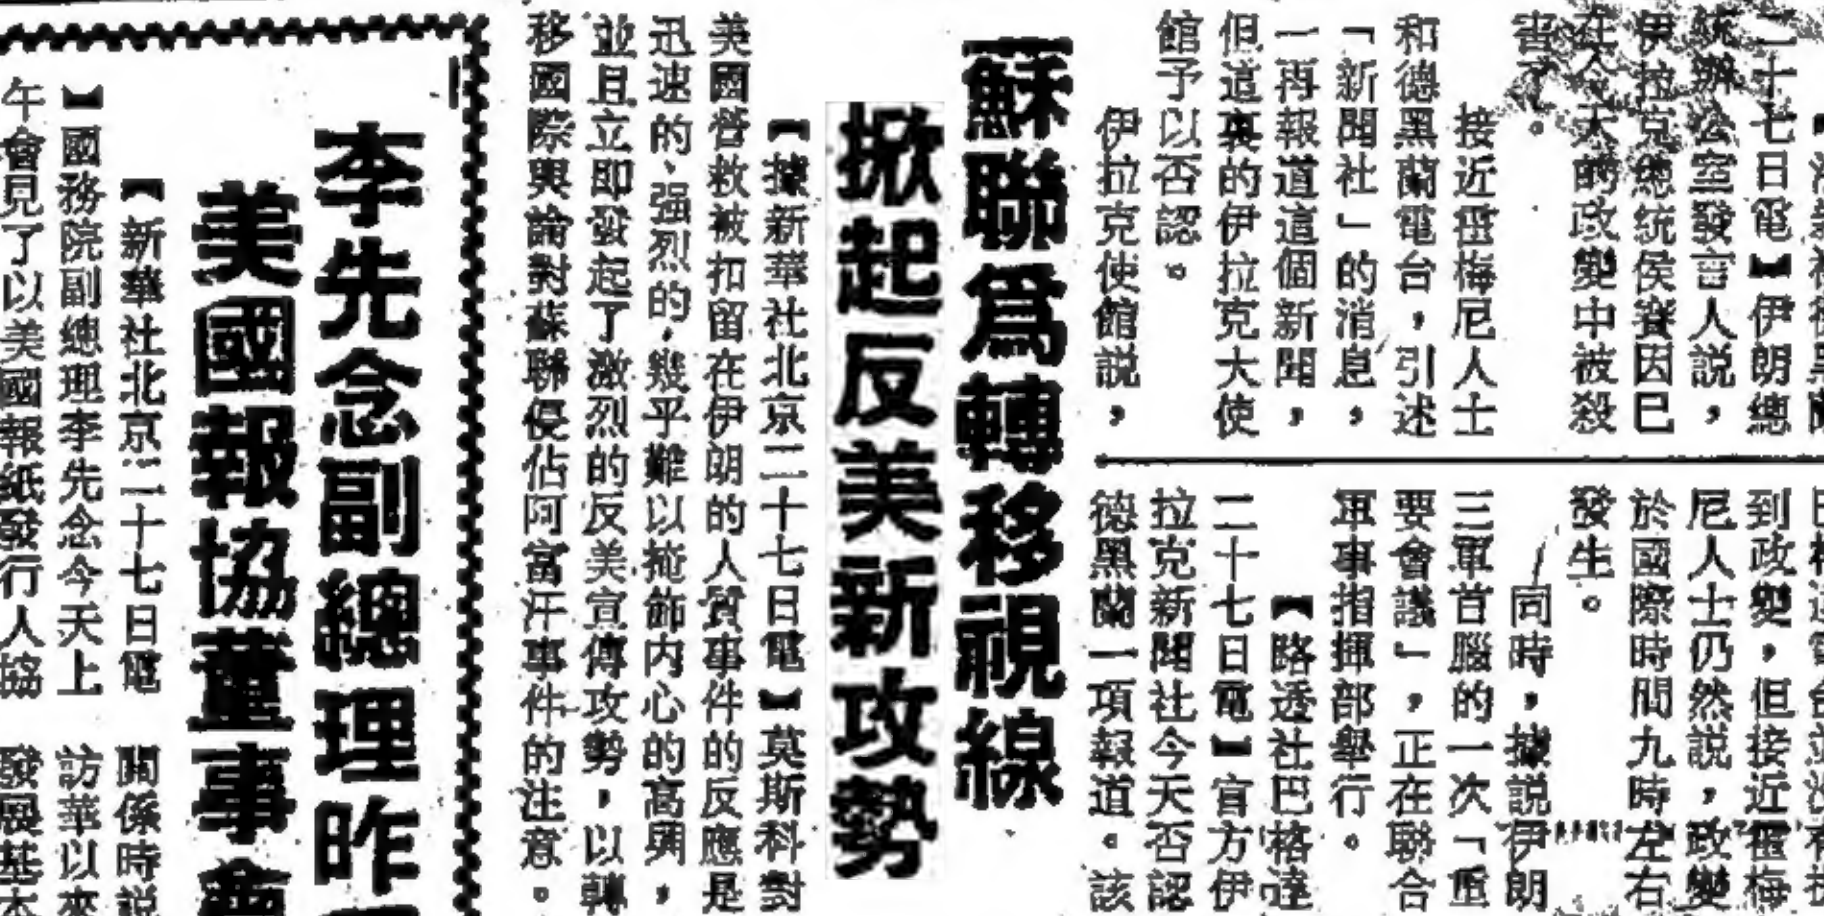 二十七日電】伊朗總
統辦公室發言人説，
伊拉克總統侯賽因已
在今天的政變中被殺
害了。
接近霍梅尼人士
和德黑蘭電台，引述
「新聞社」的消息，
一再報道這個新聞，
但這裏的伊拉克大使
館予以否認。
伊拉克使館説，
到政變，但接近霍梅
尼人士仍然説，政變
於國際時間九時左右
發生。
同時，據説伊朗
三軍首腦的一次「重
要會議」，正在聯合
軍事指揮部舉行。
【路透社巴格達
二十七日電】官方伊
拉克新聞社今天否認
德黑蘭一項報道。該
蘇聯爲轉移視線
掀起反美新攻勢
【據新華社北京二十七日電】莫斯科對
美國營救被扣留在伊朗的人質事件的反應是
迅速的、强烈的，幾乎難以掩飾内心的高興，
並且立即發起了激烈的反美宣傳攻勢，以轉
移國際輿論對蘇聯侵佔阿富汗事件的注意。
李先念副總理昨
美國報協董事會
【新華社北京二十七日電
】國務院副總理李先念今天上
午會見了以美國報紙發行人協
關係時説
訪華以來
發展基本